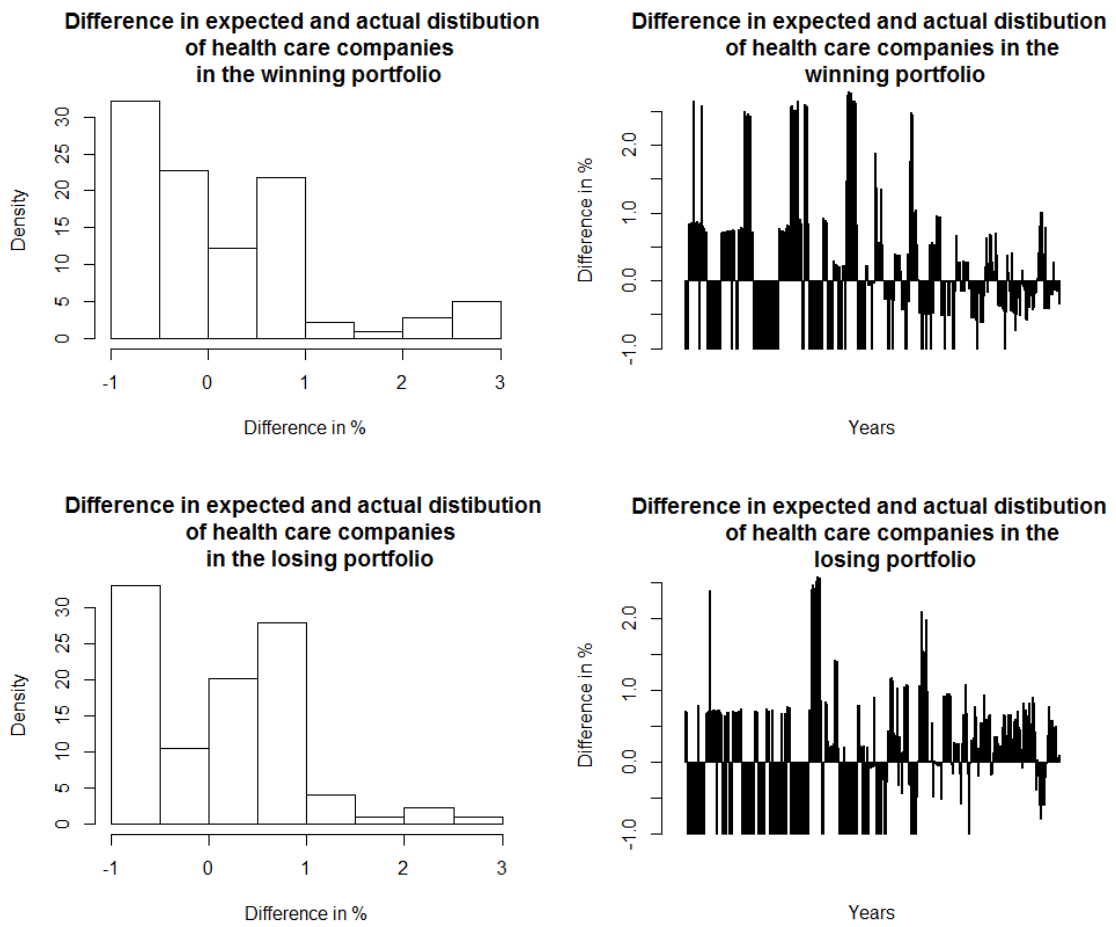 Difference in expected and actual distibution
of health care companies
in the winning portfolio
Density
30
25
20
15
10
5
0
-1
0
1
2
3
Difference in %
Difference in expected and actual distibution
of health care companies in the
winning portfolio
Difference in %
2.0
1.0
0.0
-1.0
Years
Difference in expected and actual distibution
of health care companies
in the losing portfolio
Density
30
25
20
15
10
5
0
-1
0
1
2
3
Difference in %
Difference in expected and actual distibution
of health care companies in the
losing portfolio
Difference in %
2.0
1.0
0.0
-1.0
Years